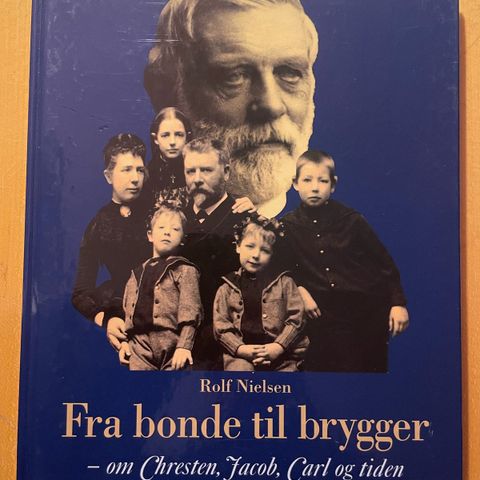 Rolf Nielsen
Fra bonde til brygger
– om Chresten, Jacob, Carl og tiden